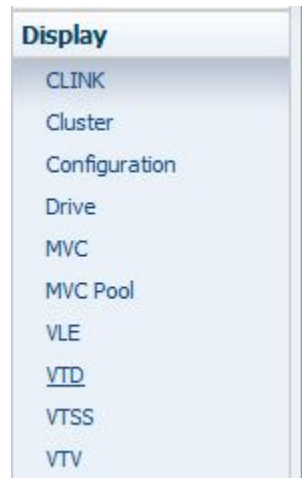 Display
CLINK
Cluster
Configuration
Drive
MVC
MVC Pool
VLE
VTD
VTSS
VTV